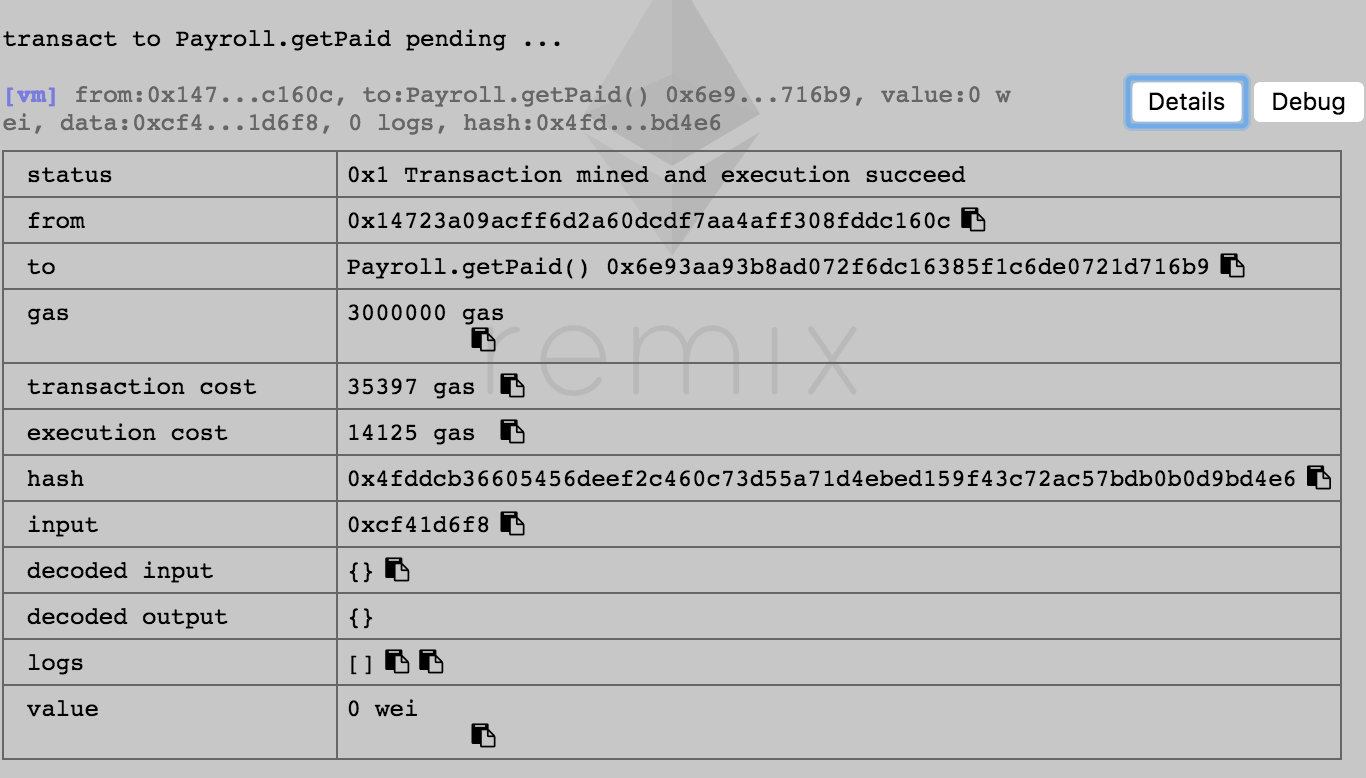 transact to Payroll.getPaid pending ...
[vm] from:0x147...c160c, to:Payroll.getPaid() 0x6e9...716b9, value:0 w
ei, data:0xcf4...1d6f8, 0 logs, hash:0x4fd...bd4e6
Details Debug
status 0x1 Transaction mined and execution succeed
from 0x14723a09acff6d2a60dcdf7aa4aff308fddc160c
to Payroll.getPaid() 0x6e93aa93b8ad072f6dc16385f1c6de0721d716b9
gas 3000000 gas
remix
transaction cost 35397 gas
execution cost 14125 gas
hash 0x4fddcb36605456deef2c460c73d55a71d4ebed159f43c72ac57bdb0b0d9bd4e6
input 0xcf41d6f8
decoded input {}
decoded output {}
logs []
value 0 wei